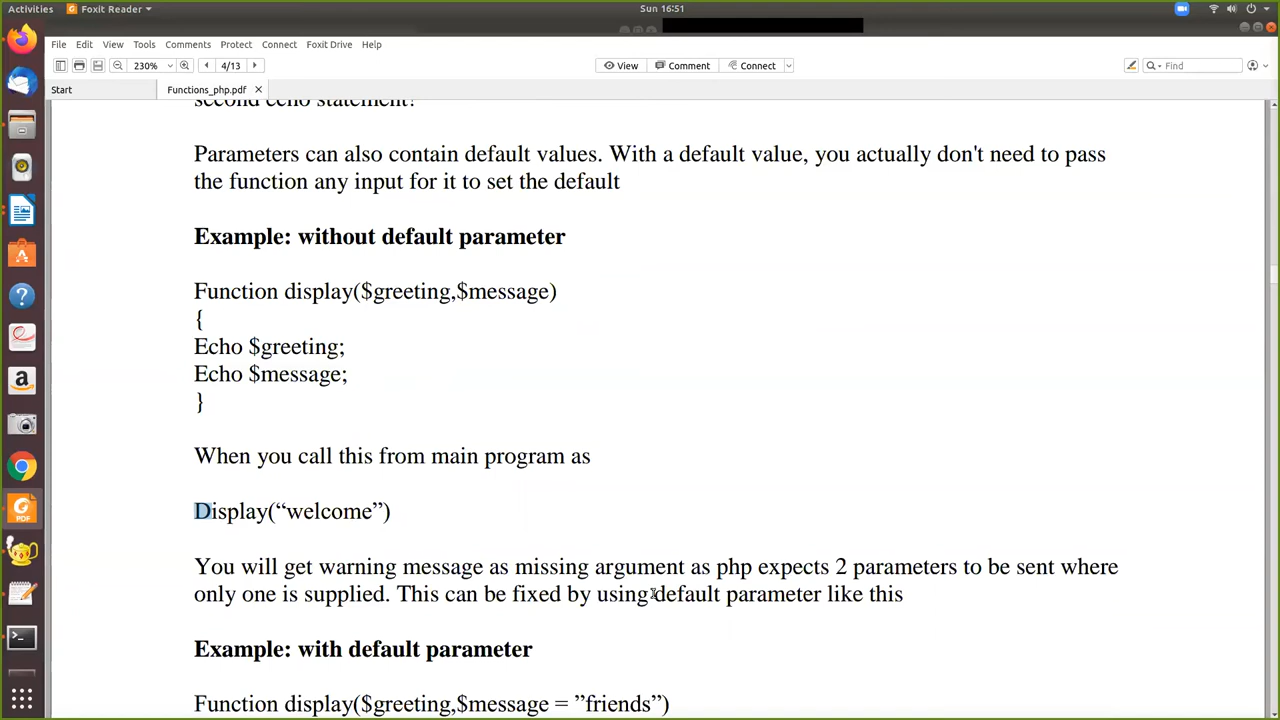 Activities
Foxit Reader
Sun 16:51
File Edit View Tools Comments Protect Connect Foxit Drive Help
230% 4/13 View Comment Connect Find
Start Functions_php.pdf
second echo statement?
Parameters can also contain default values. With a default value, you actually don't need to pass
the function any input for it to set the default
Example: without default parameter
Function display($greeting,$message)
{
Echo $greeting;
Echo $message;
}
When you call this from main program as
Display(“welcome”)
You will get warning message as missing argument as php expects 2 parameters to be sent where
only one is supplied. This can be fixed by using default parameter like this
Example: with default parameter
Function display($greeting,$message = ”friends”)